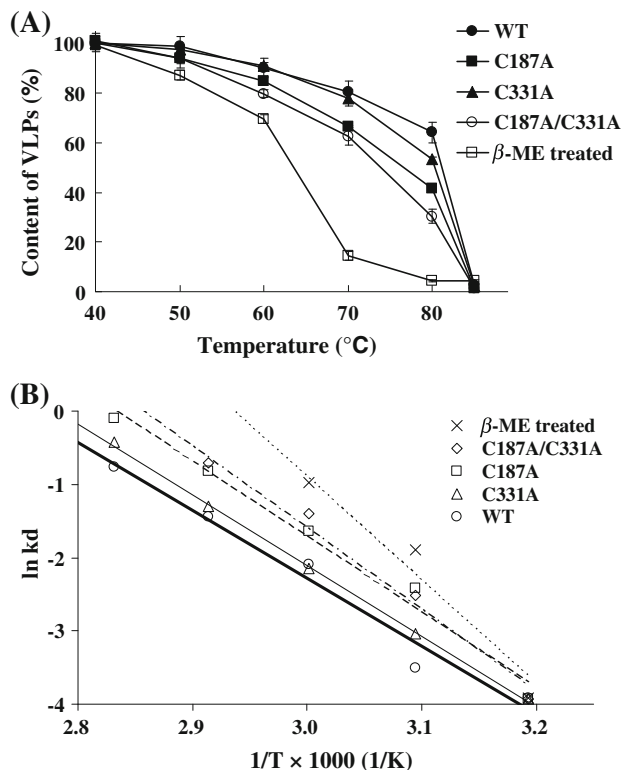 (A)
WT
C187A
C331A
C187A/C331A
β-ME treated
Content of VLPs (%)
100
80
60
40
20
0
40 50 60 70 80
Temperature (°C)
(B)
β-ME treated
C187A/C331A
C187A
C331A
WT
ln kd
0
-1
-2
-3
-4
2.8 2.9 3.0 3.1 3.2
1/T × 1000 (1/K)